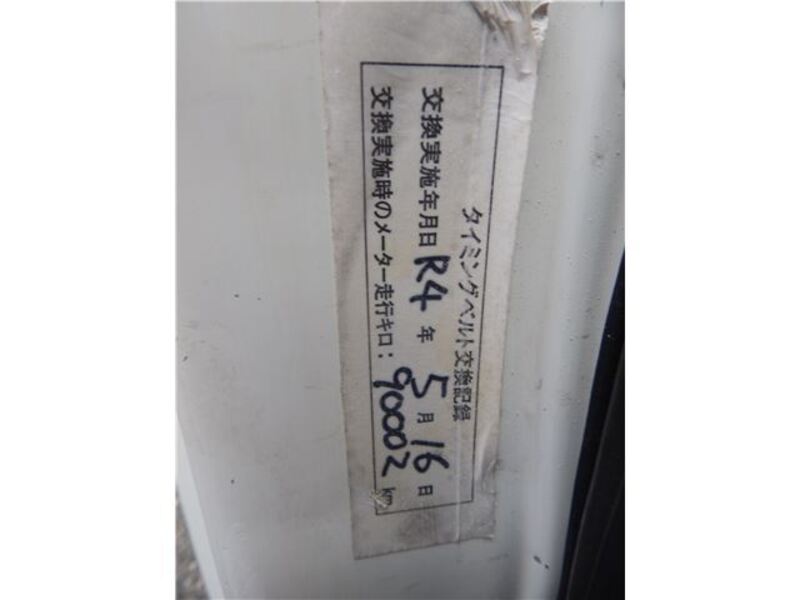 タイミングベルト交換記録
交換実施年月日 R4 年 5 月 16 日
交換実施時のメーター走行キロ: 90002 km